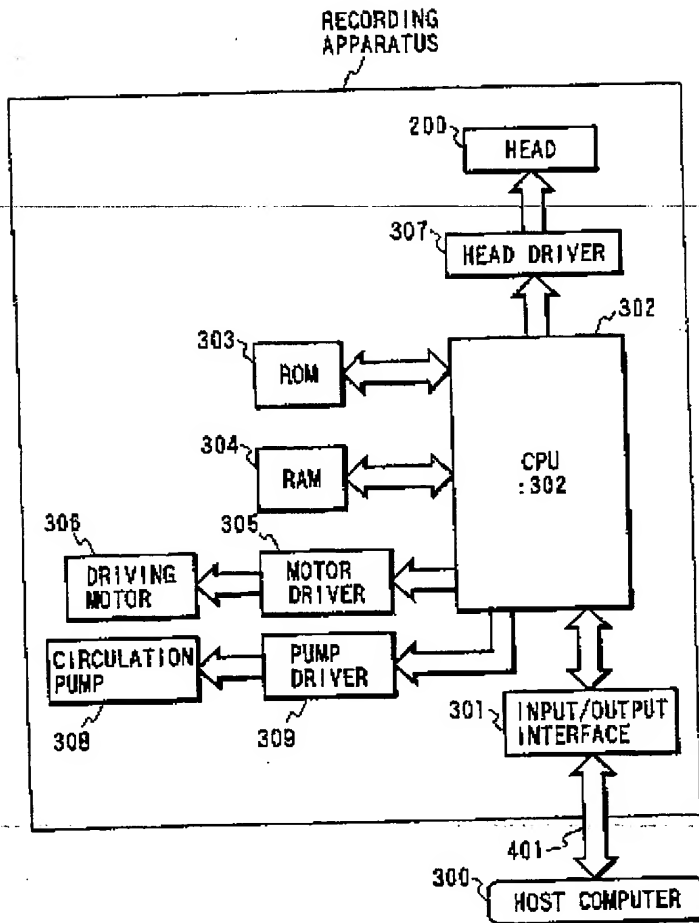 RECORDING
APPARATUS
200
HEAD
307
HEAD DRIVER
302
303
ROM
304
RAM
CPU
:302
306
305
DRIVING
MOTOR
MOTOR
DRIVER
CIRCULATION
PUMP
PUMP
DRIVER
308
309
301
INPUT/OUTPUT
INTERFACE
401
300
HOST COMPUTER